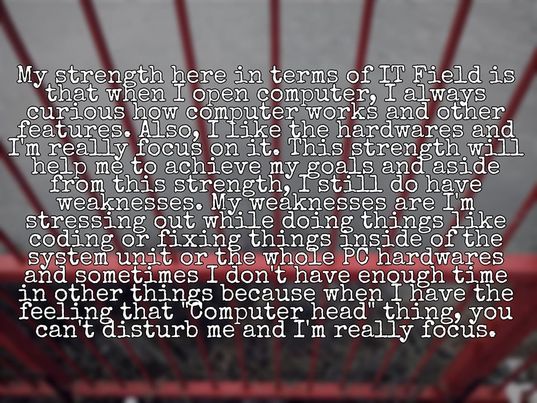 My strength here in terms of IT Field is
that when I open computer, I always
curious how computer works and other
features. Also, I like the hardwares and
I'm really focus on it. This strength will
help me to achieve my goals and aside
from this strength, I still do have
weaknesses. My weaknesses are I'm
stressing out while doing things like
coding or fixing things inside of the
system unit or the whole PC hardwares
and sometimes I don't have enough time
in other things because when I have the
feeling that "Computer head" thing, you
can't disturb me and I'm really focus.